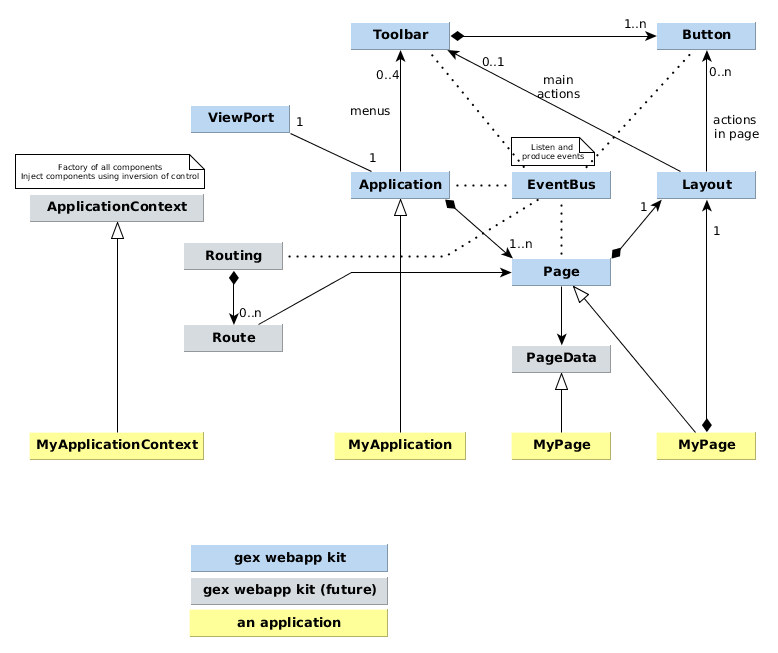 Toolbar
1..n
Button
0..4
0..1
main
actions
0..n
menus
actions
in page
ViewPort
1
1
Listen and
produce events
Factory of all components
Inject components using inversion of control
Application
EventBus
Layout
ApplicationContext
1
1
1..n
Routing
Page
0..n
Route
PageData
MyApplicationContext
MyApplication
MyPage
MyPage
gex webapp kit
gex webapp kit (future)
an application